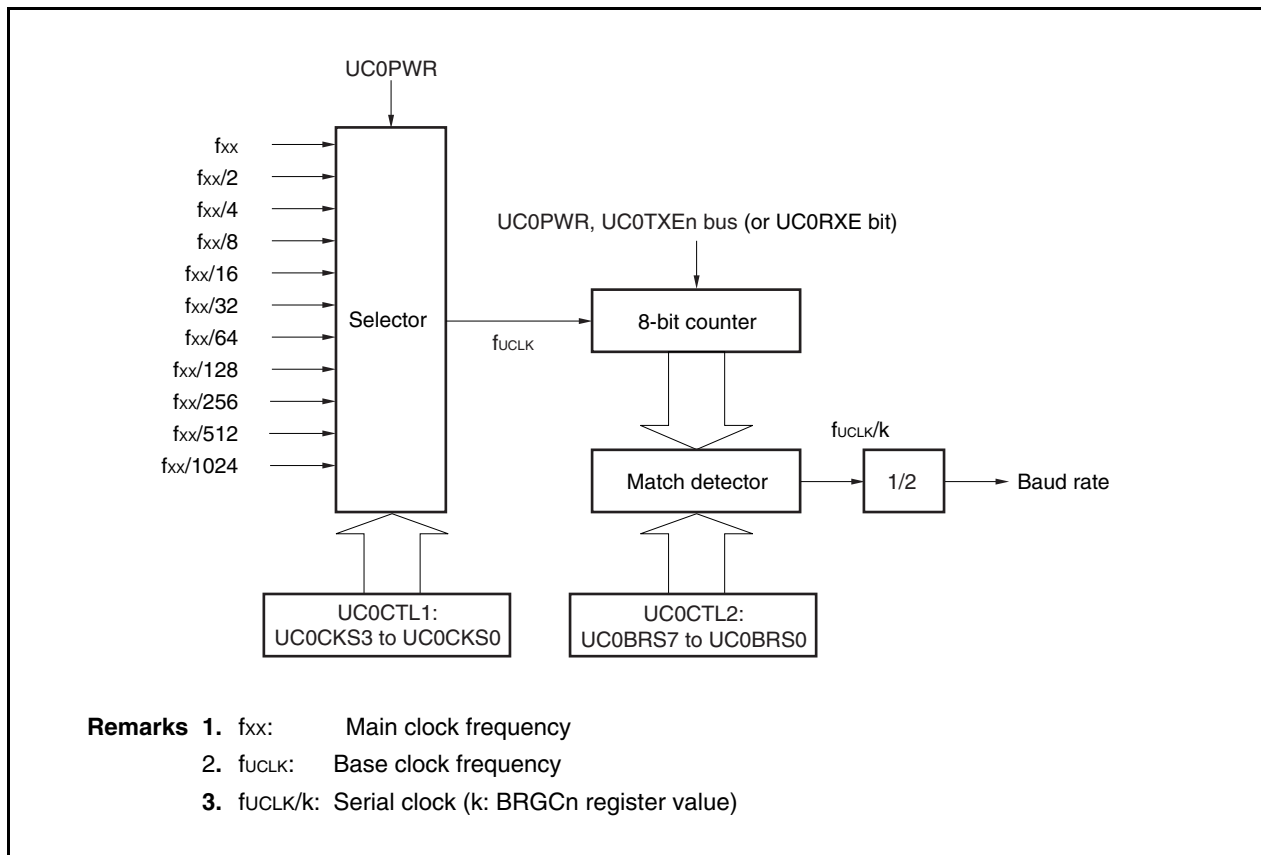 UC0PWR
fxx
fxx/2
fxx/4
fxx/8
fxx/16
fxx/32
fxx/64
fxx/128
fxx/256
fxx/512
fxx/1024
Selector
fUCLK
UC0PWR, UC0TXEn bus (or UC0RXE bit)
8-bit counter
Match detector
fUCLK/k
1/2
Baud rate
UC0CTL1:
UC0CKS3 to UC0CKS0
UC0CTL2:
UC0BRS7 to UC0BRS0
Remarks 1. fxx: Main clock frequency
2. fUCLK: Base clock frequency
3. fUCLK/k: Serial clock (k: BRGCn register value)